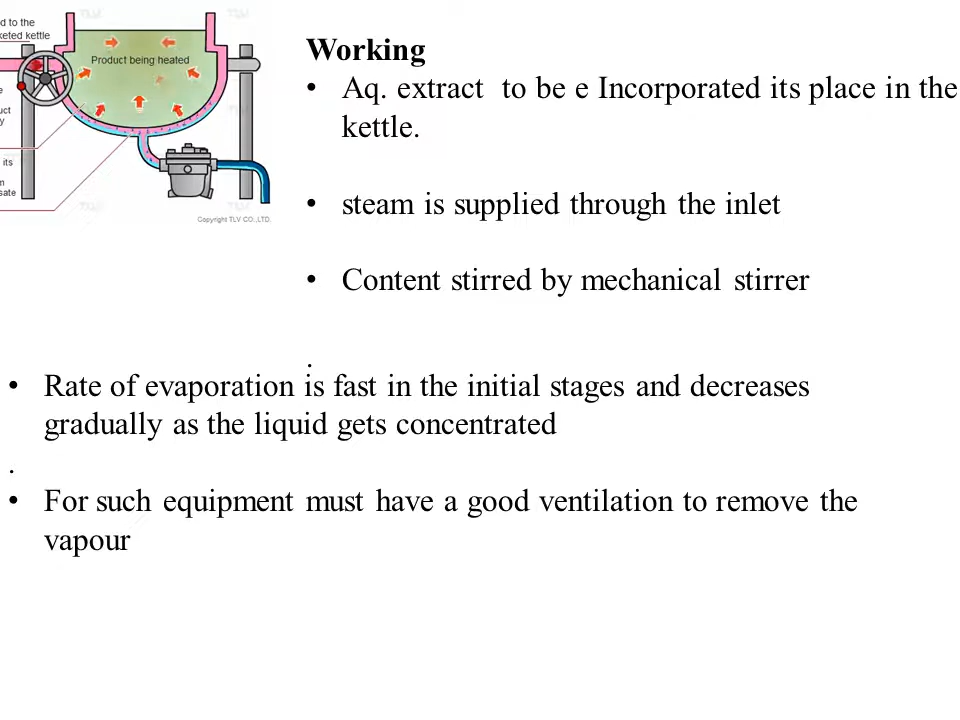 d to the
keted kettle
Product being heated
e
uct
y
its
m
sate
Copyright TLV CO.,LTD.
Working
• Aq. extract to be e Incorporated its place in the
kettle.
• steam is supplied through the inlet
• Content stirred by mechanical stirrer
.
• Rate of evaporation is fast in the initial stages and decreases
gradually as the liquid gets concentrated
.
• For such equipment must have a good ventilation to remove the
vapour